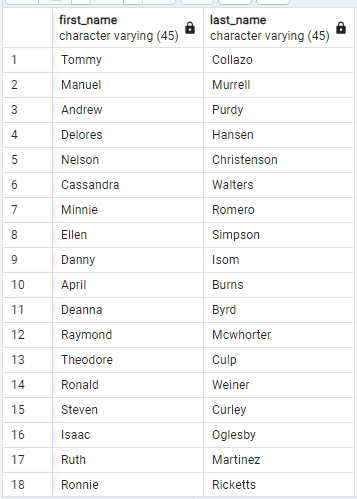 first_name last_name
character varying (45) character varying (45)
1 Tommy Collazo
2 Manuel Murrell
3 Andrew Purdy
4 Delores Hansen
5 Nelson Christenson
6 Cassandra Walters
7 Minnie Romero
8 Ellen Simpson
9 Danny Isom
10 April Burns
11 Deanna Byrd
12 Raymond Mcwhorter
13 Theodore Culp
14 Ronald Weiner
15 Steven Curley
16 Isaac Oglesby
17 Ruth Martinez
18 Ronnie Ricketts